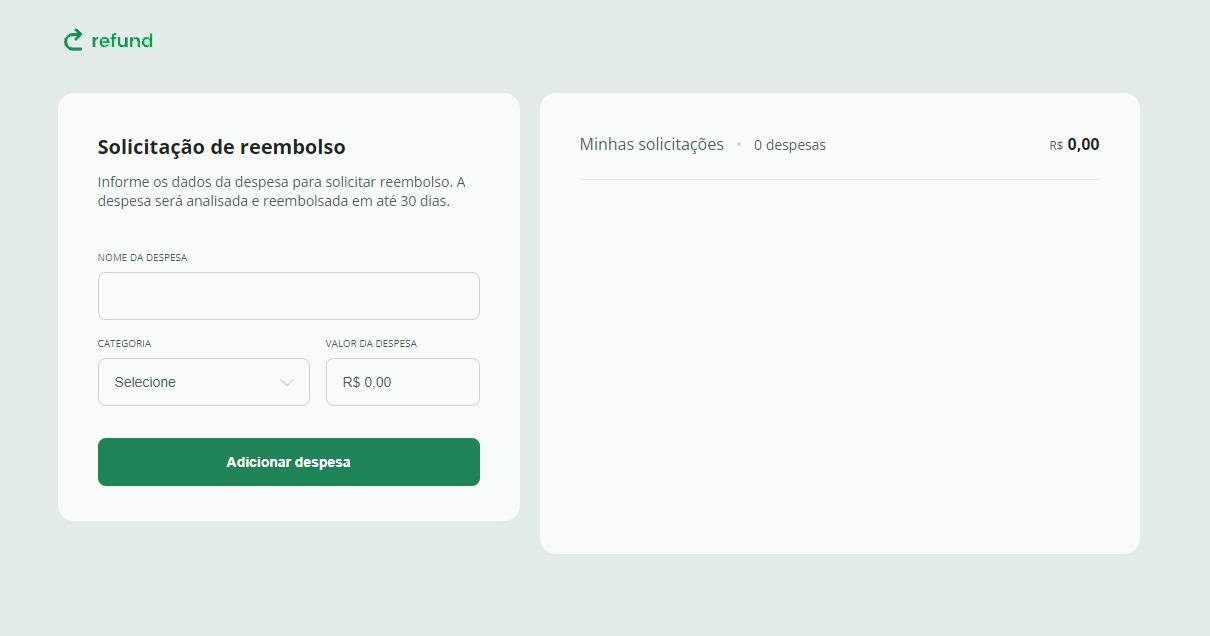 refund
Solicitação de reembolso
Informe os dados da despesa para solicitar reembolso. A
despesa será analisada e reembolsada em até 30 dias.
NOME DA DESPESA
CATEGORIA
VALOR DA DESPESA
Selecione
R$ 0,00
Adicionar despesa
Minhas solicitações • 0 despesas
R$ 0,00